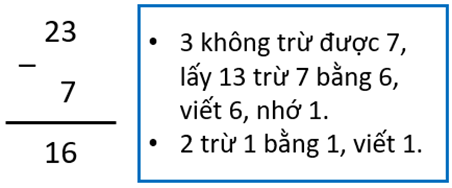 23
–
7
16
• 3 không trừ được 7,
lấy 13 trừ 7 bằng 6,
viết 6, nhớ 1.
• 2 trừ 1 bằng 1, viết 1.